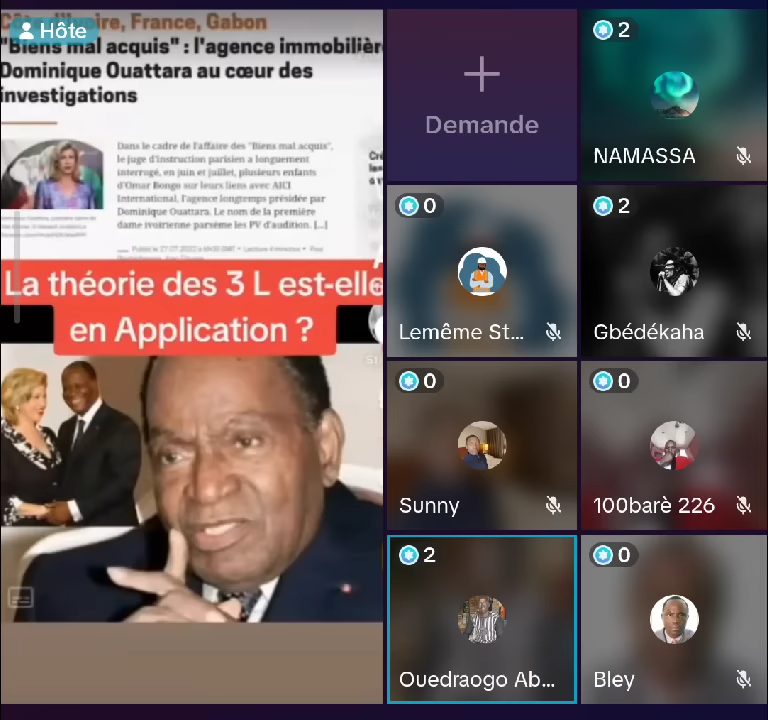 Hôte
Côte d'Ivoire, France, Gabon
"Biens mal acquis" : l'agence immobilière
Dominique Ouattara au cœur des
investigations
Dans le cadre de l'affaire des "Biens mal acquis",
le juge d'instruction parisien a longuement
interrogé, en juin et juillet, plusieurs enfants
d'Omar Bongo sur leurs liens avec AICI
International, l'agence longtemps présidée par
Dominique Ouattara. Le nom de la première
dame ivoirienne parsème les PV d'audition. [...]
La théorie des 3 L est-elle
en Application ?
Demande
2
NAMASSA
0
Lemême St...
2
Gbédékaha
0
Sunny
0
100barè 226
2
Ouedraogo Ab...
0
Bley